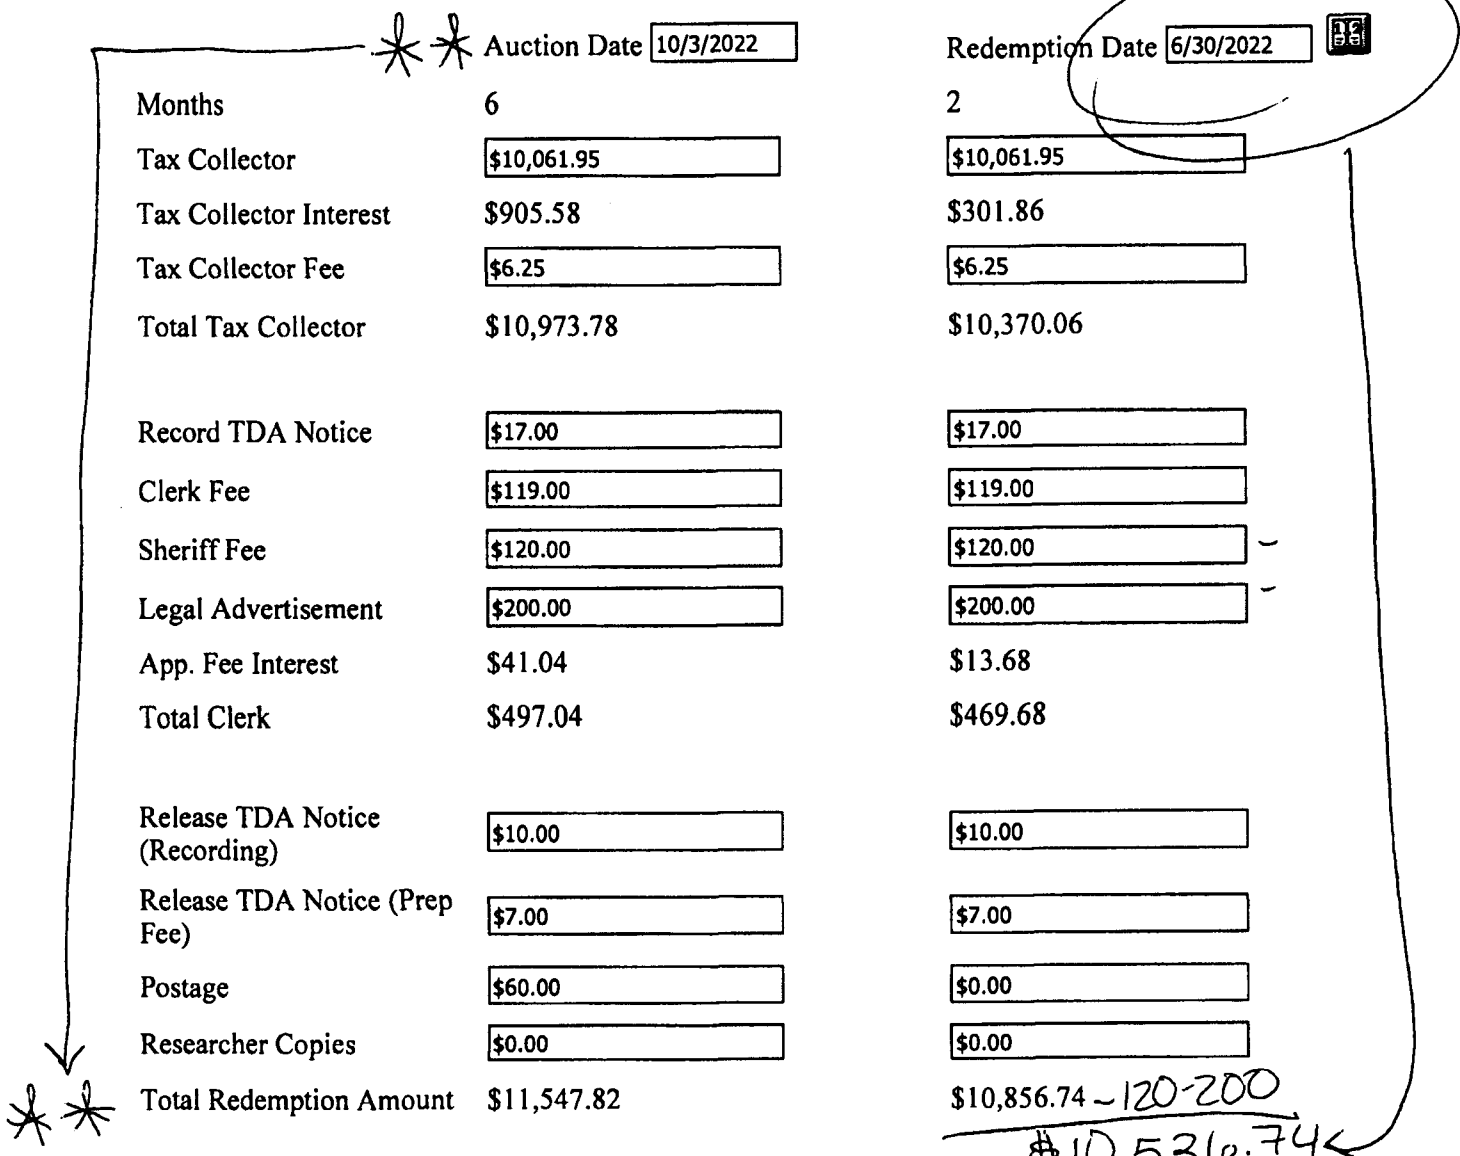 ** Auction Date 10/3/2022 Redemption Date 6/30/2022
Months 6 2
Tax Collector $10,061.95 $10,061.95
Tax Collector Interest $905.58 $301.86
Tax Collector Fee $6.25 $6.25
Total Tax Collector $10,973.78 $10,370.06
Record TDA Notice $17.00 $17.00
Clerk Fee $119.00 $119.00
Sheriff Fee $120.00 $120.00 -
Legal Advertisement $200.00 $200.00 -
App. Fee Interest $41.04 $13.68
Total Clerk $497.04 $469.68
Release TDA Notice
(Recording) $10.00 $10.00
Release TDA Notice (Prep
Fee) $7.00 $7.00
Postage $60.00 $0.00
Researcher Copies $0.00 $0.00
** Total Redemption Amount $11,547.82 $10,856.74 -120-200
$10,536.74